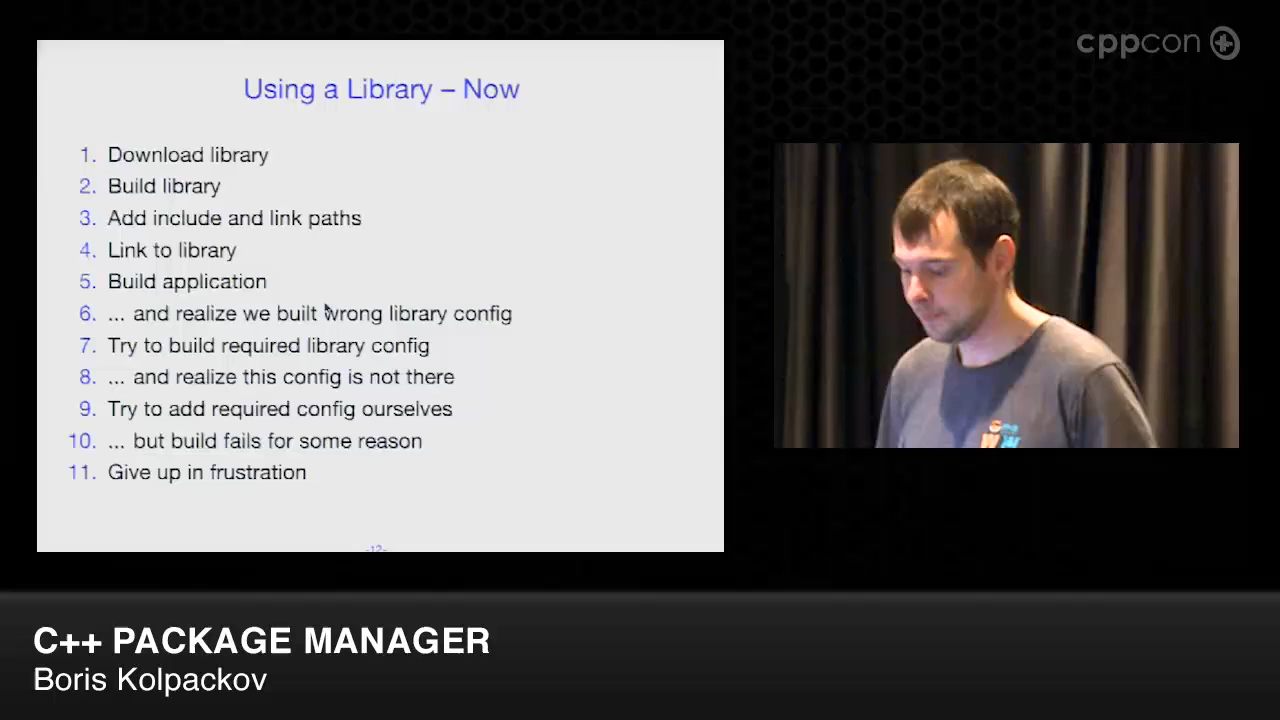 cppcon
Using a Library – Now
1. Download library
2. Build library
3. Add include and link paths
4. Link to library
5. Build application
6. ... and realize we built wrong library config
7. Try to build required library config
8. ... and realize this config is not there
9. Try to add required config ourselves
10. ... but build fails for some reason
11. Give up in frustration
-12-
C++ PACKAGE MANAGER
Boris Kolpackov